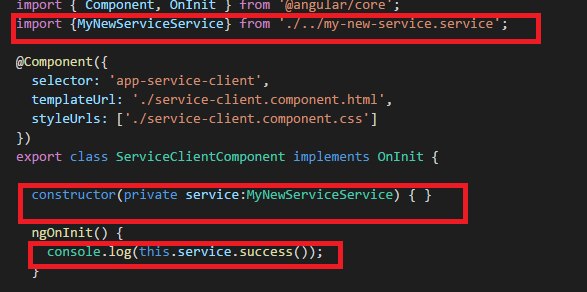 import { Component, OnInit } from '@angular/core';
import {MyNewServiceService} from './../my-new-service.service';
@Component({
selector: 'app-service-client',
templateUrl: './service-client.component.html',
styleUrls: ['./service-client.component.css']
})
export class ServiceClientComponent implements OnInit {
constructor(private service:MyNewServiceService) { }
ngOnInit() {
console.log(this.service.success());
}